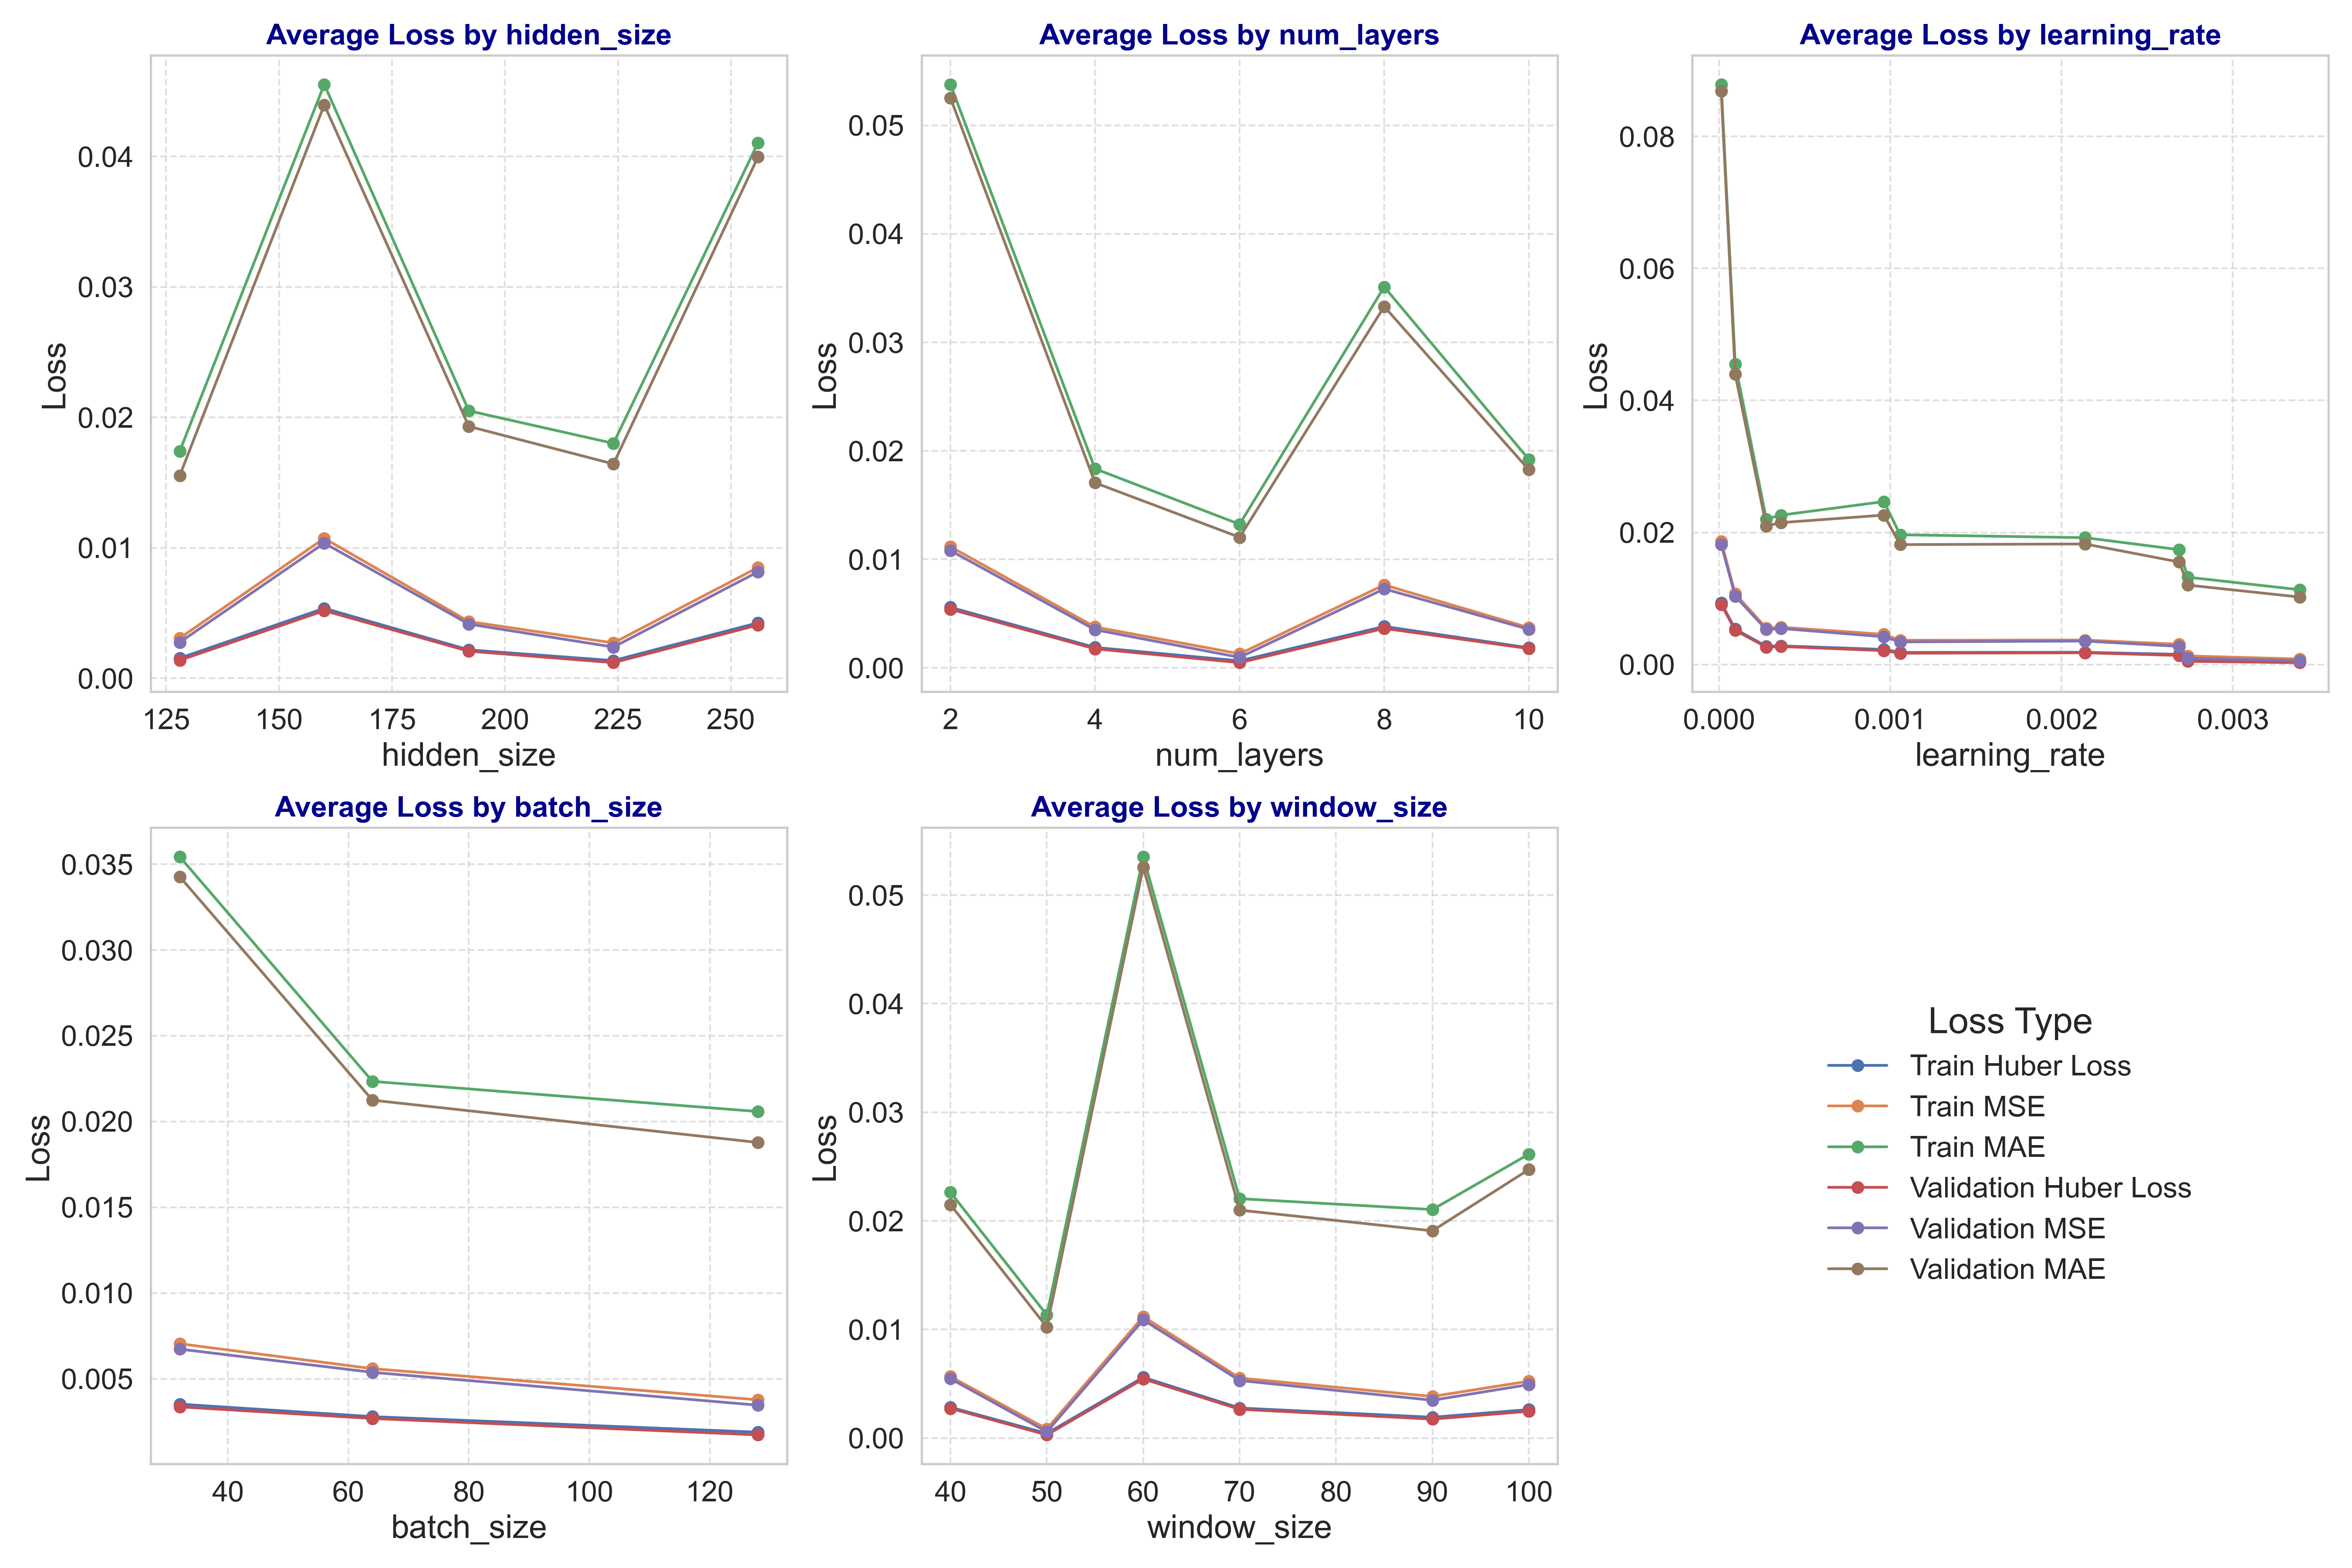 Average Loss by hidden_size
Loss
0.04
0.03
0.02
0.01
0.00
125 150 175 200 225 250
hidden_size
Average Loss by num_layers
Loss
0.05
0.04
0.03
0.02
0.01
0.00
2 4 6 8 10
num_layers
Average Loss by learning_rate
Loss
0.08
0.06
0.04
0.02
0.00
0.000 0.001 0.002 0.003
learning_rate
Average Loss by batch_size
Loss
0.035
0.030
0.025
0.020
0.015
0.010
0.005
40 60 80 100 120
batch_size
Average Loss by window_size
Loss
0.05
0.04
0.03
0.02
0.01
0.00
40 50 60 70 80 90 100
window_size
Loss Type
Train Huber Loss
Train MSE
Train MAE
Validation Huber Loss
Validation MSE
Validation MAE